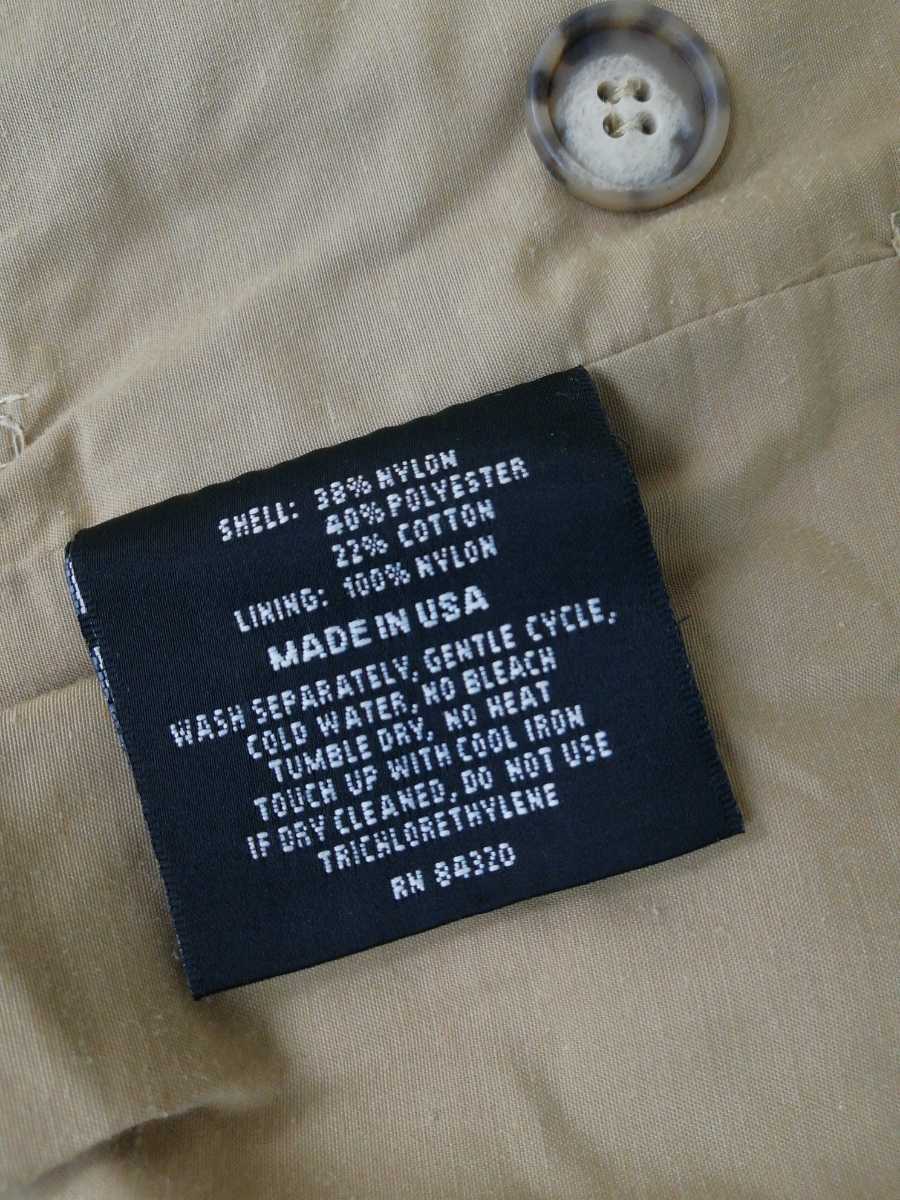 SHELL: 38% NYLON
40% POLYESTER
22% COTTON
LINING: 100% NYLON
MADE IN USA
WASH SEPARATELY, GENTLE CYCLE,
COLD WATER, NO BLEACH
TUMBLE DRY, NO HEAT
TOUCH UP WITH COOL IRON
IF DRY CLEANED, DO NOT USE
TRICHLORETHYLENE
RN 84320